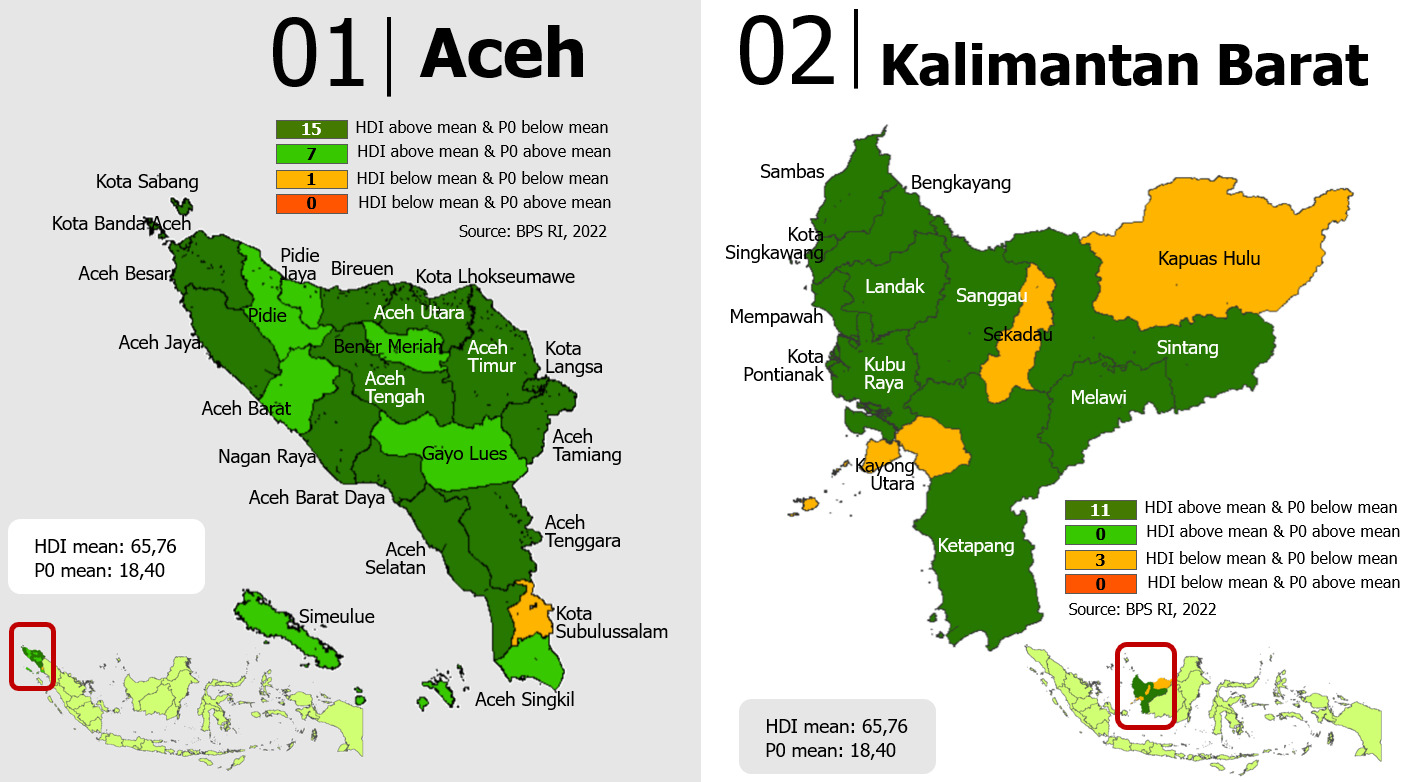 01 | Aceh
15 HDI above mean & P0 below mean
7 HDI above mean & P0 above mean
1 HDI below mean & P0 below mean
0 HDI below mean & P0 above mean
Source: BPS RI, 2022
Kota Sabang
Kota Banda Aceh
Aceh Besar
Pidie
Jaya
Bireuen
Kota Lhokseumawe
Pidie
Aceh Utara
Aceh Jaya
Bener Meriah
Aceh
Timur
Kota
Langsa
Aceh
Tengah
Aceh Barat
Nagan Raya
Gayo Lues
Aceh
Tamiang
Aceh Barat Daya
Aceh
Tenggara
Aceh
Selatan
HDI mean: 65,76
P0 mean: 18,40
Simeulue
Kota
Subulussalam
Aceh Singkil
02 | Kalimantan Barat
Sambas
Bengkayang
Kota
Singkawang
Kapuas Hulu
Landak
Sanggau
Mempawah
Sekadau
Sintang
Kota
Pontianak
Kubu
Raya
Melawi
Kayong
Utara
Ketapang
11 HDI above mean & P0 below mean
0 HDI above mean & P0 above mean
3 HDI below mean & P0 below mean
0 HDI below mean & P0 above mean
Source: BPS RI, 2022
HDI mean: 65,76
P0 mean: 18,40